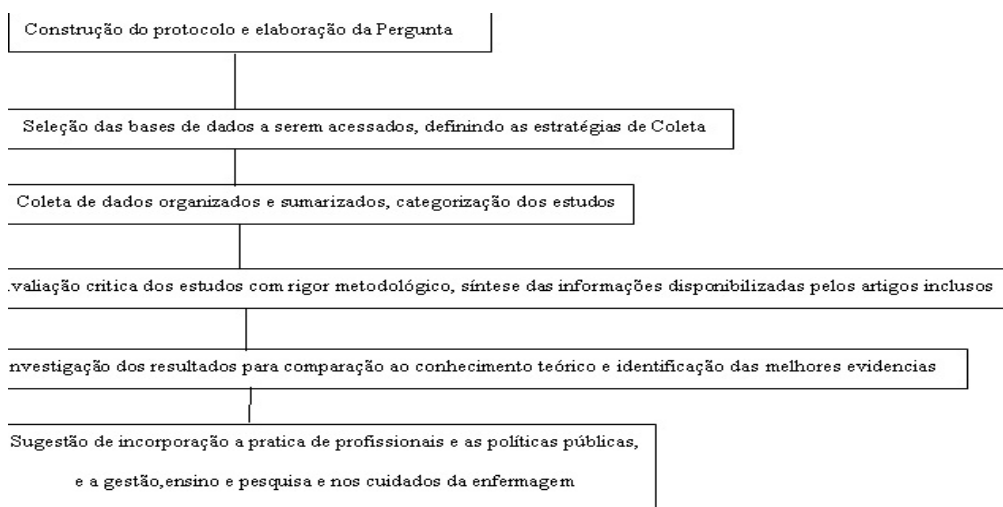 Construção do protocolo e elaboração da Pergunta
Seleção das bases de dados a serem acessados, definindo as estratégias de Coleta
Coleta de dados organizados e sumarizados, categorização dos estudos
valiação critica dos estudos com rigor metodológico, síntese das informações disponibilizadas pelos artigos inclusos
nvestigação dos resultados para comparação ao conhecimento teórico e identificação das melhores evidencias
Sugestão de incorporação a pratica de profissionais e as políticas públicas,
e a gestão,ensino e pesquisa e nos cuidados da enfermagem